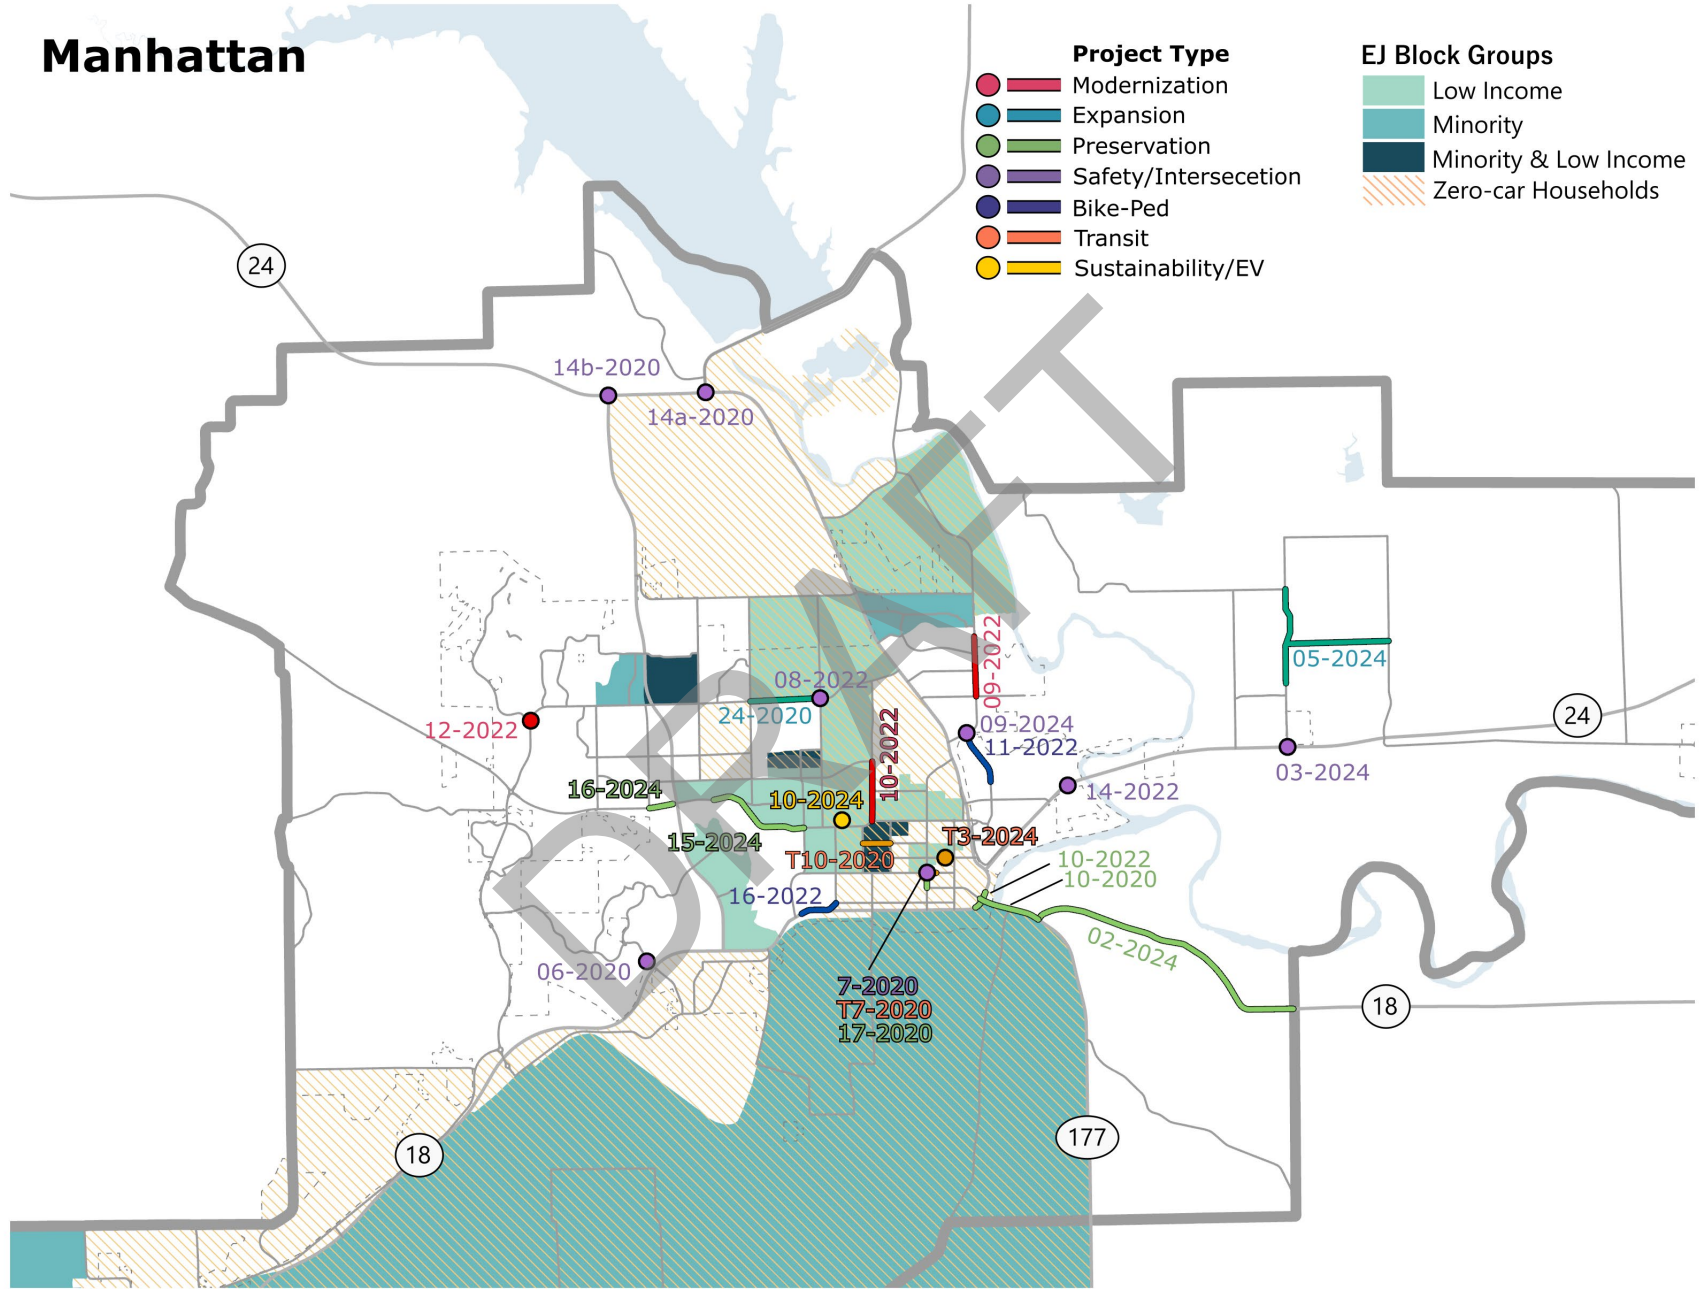 Manhattan
Project Type
Modernization
Expansion
Preservation
Safety/Intersecetion
Bike-Ped
Transit
Sustainability/EV
EJ Block Groups
Low Income
Minority
Minority & Low Income
Zero-car Households
DRAFT
24
14b-2020
14a-2020
09-2022
05-2024
08-2022
24-2020
12-2022
10-2022
09-2024
11-2022
24
03-2024
14-2022
16-2024
10-2024
15-2024
T10-2020
T3-2024
10-2022
10-2020
16-2022
02-2024
06-2020
7-2020
T7-2020
17-2020
18
177
18